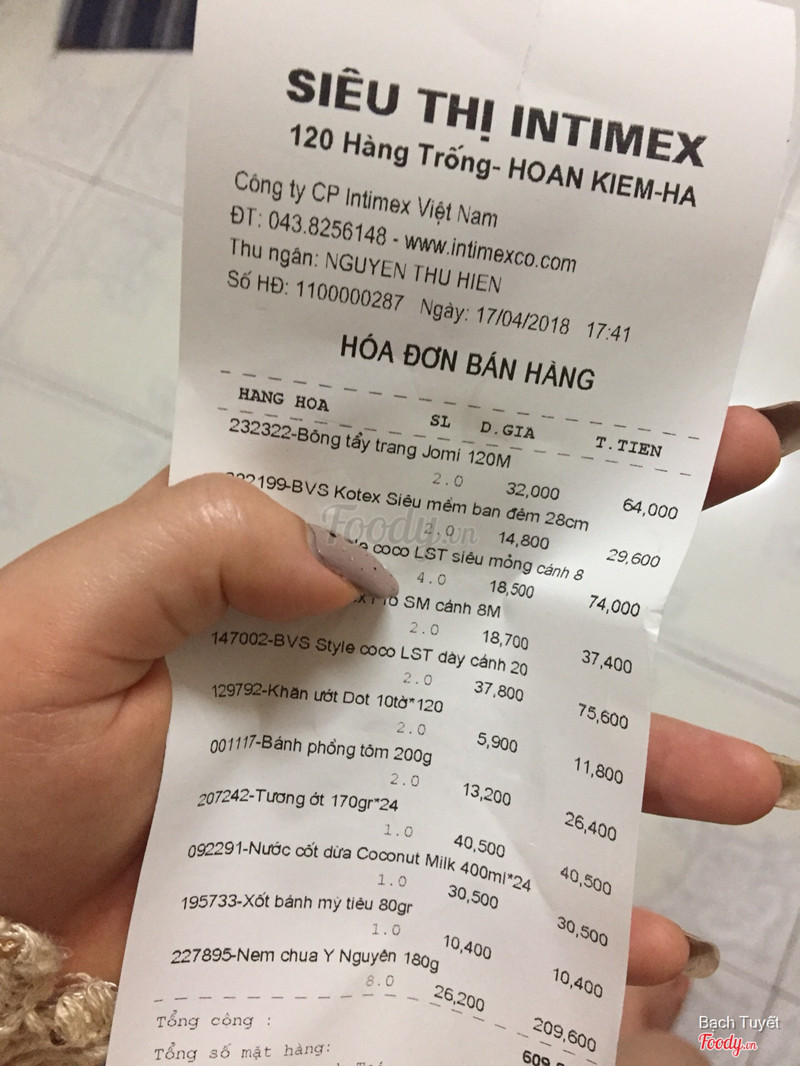 SIÊU THỊ INTIMEX
120 Hàng Trống- HOAN KIEM-HA
Công ty CP Intimex Việt Nam
ĐT: 043.8256148 - www.intimexco.com
Thu ngân: NGUYEN THU HIEN
Số HĐ: 1100000287 Ngày: 17/04/2018 17:41
HÓA ĐƠN BÁN HÀNG
HANG HOA SL D.GIA T.TIEN
232322-Bông tẩy trang Jomi 120M
2.0 32,000 64,000
2199-BVS Kotex Siêu mềm ban đêm 28cm
2.0 14,800 29,600
coco LST siêu mỏng cánh 8
4.0 18,500 74,000
SM cánh 8M
2.0 18,700 37,400
147002-BVS Style coco LST dày cánh 20
2.0 37,800 75,600
129792-Khăn ướt Dot 10tờ*120
2.0 5,900 11,800
001117-Bánh phồng tôm 200g
2.0 13,200 26,400
207242-Tương ớt 170gr*24
1.0 40,500 40,500
092291-Nước cốt dừa Coconut Milk 400ml*24
1.0 30,500 30,500
195733-Xốt bánh mỳ tiêu 80gr
1.0 10,400 10,400
227895-Nem chua Y Nguyên 180g
8.0 26,200 209,600
Tổng cộng :
Tổng số mặt hàng:
Foody.vn
Bạch Tuyết
Foody.vn